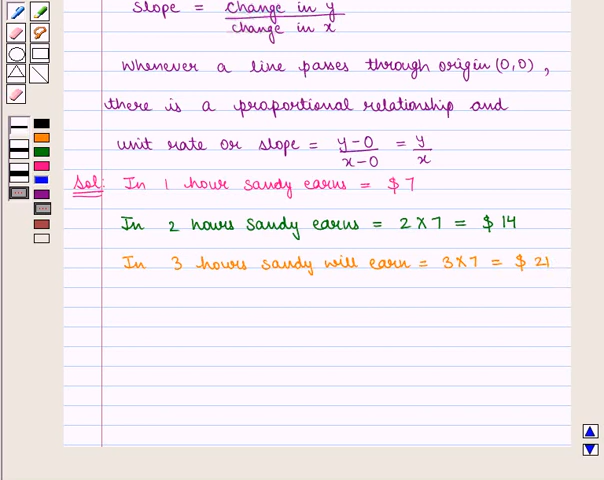 Slope = change in y / change in x
Whenever a line passes through origin (0,0),
there is a proportional relationship and
unit rate or slope = y-0 / x-0 = y / x
Sol: In 1 hour sandy earns = $ 7
In 2 hours sandy earns = 2 X 7 = $ 14
In 3 hours sandy will earn = 3 X 7 = $ 21